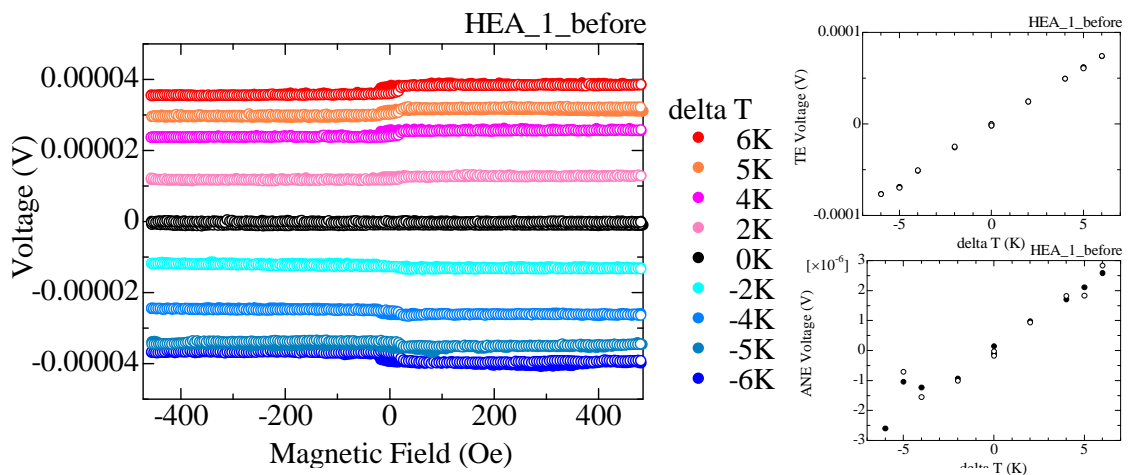 HEA_1_before
Voltage (V)
0.00004
0.00002
0
-0.00002
-0.00004
-400
-200
0
200
400
Magnetic Field (Oe)
delta T
6K
5K
4K
2K
0K
-2K
-4K
-5K
-6K
HEA_1_before
TE Voltage (V)
0.0001
0
-0.0001
-5
0
5
delta T (K)
HEA_1_before
[×10⁻⁶]
ANE Voltage (V)
3
2
1
0
-1
-2
-3
-5
0
5
delta T (K)